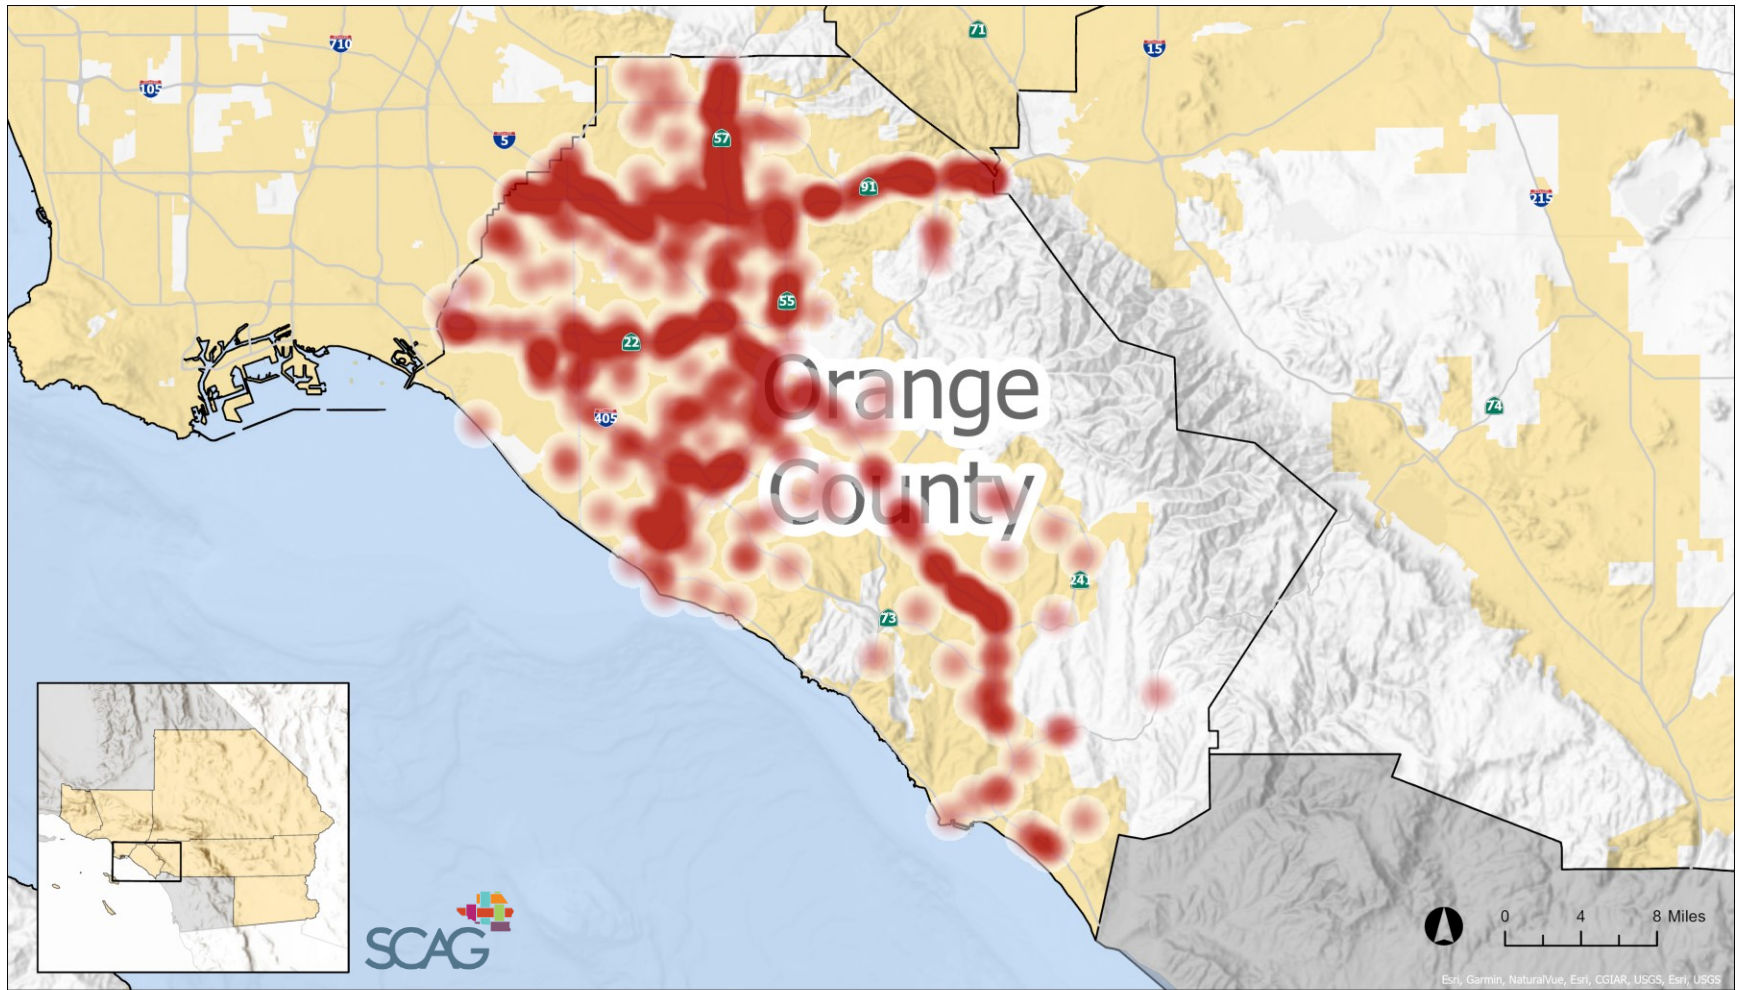 71
710
15
105
5
57
91
215
55
22
Orange
74
405
County
241
73
SCAG
0 4 8 Miles
Esri, Garmin, NaturalVue, Esri, CGIAR, USGS, Esri, USGS